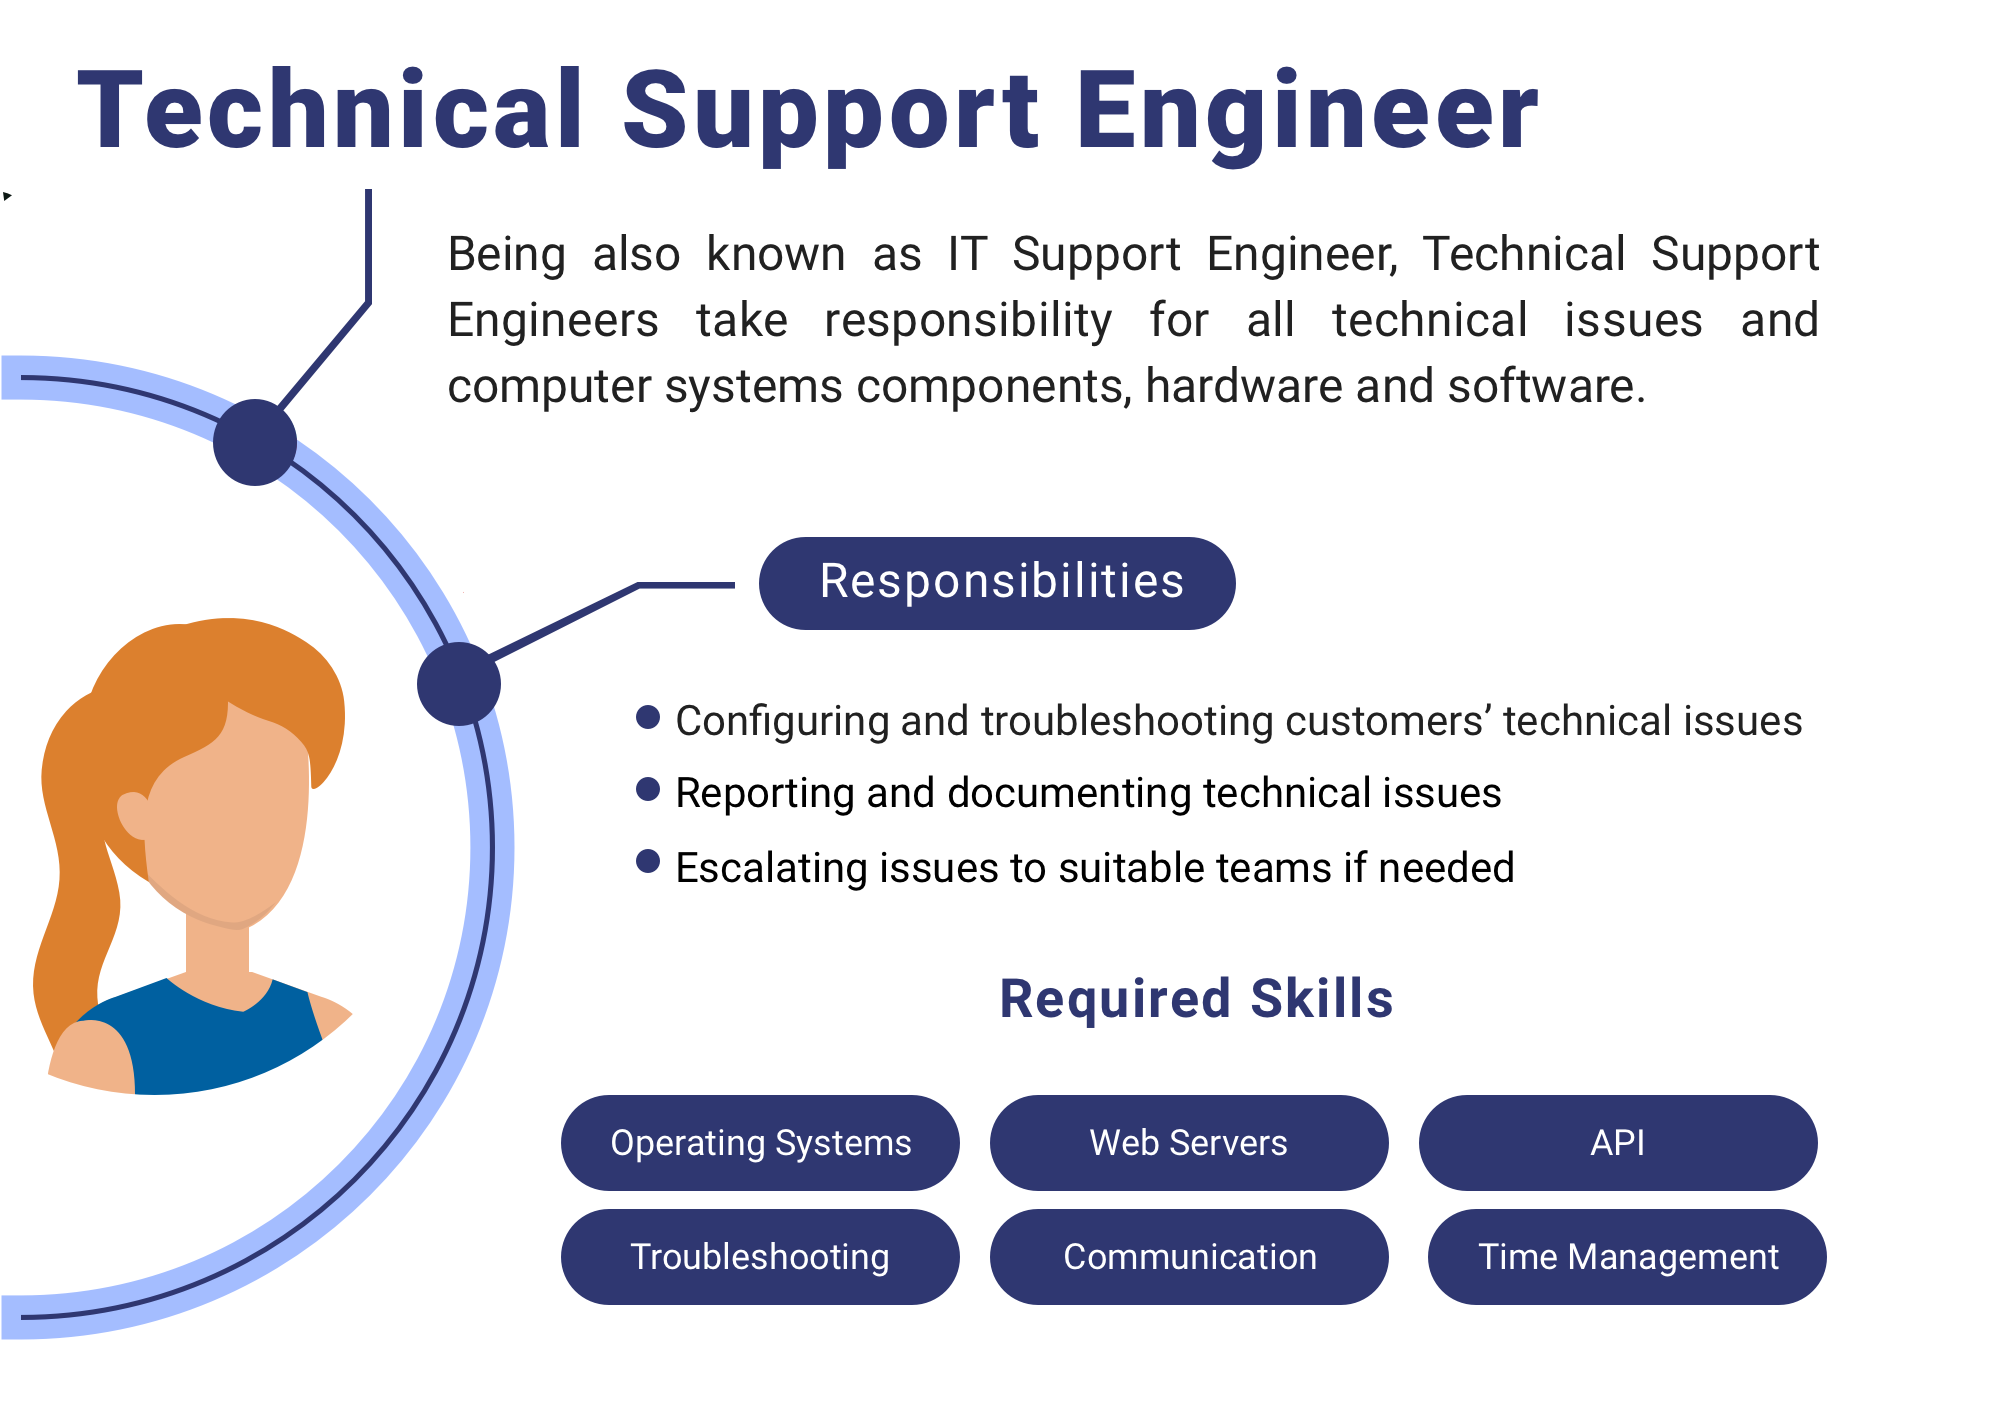 Technical Support Engineer
Being also known as IT Support Engineer, Technical Support
Engineers take responsibility for all technical issues and
computer systems components, hardware and software.
Responsibilities
Configuring and troubleshooting customers’ technical issues
Reporting and documenting technical issues
Escalating issues to suitable teams if needed
Required Skills
Operating Systems Web Servers API
Troubleshooting Communication Time Management